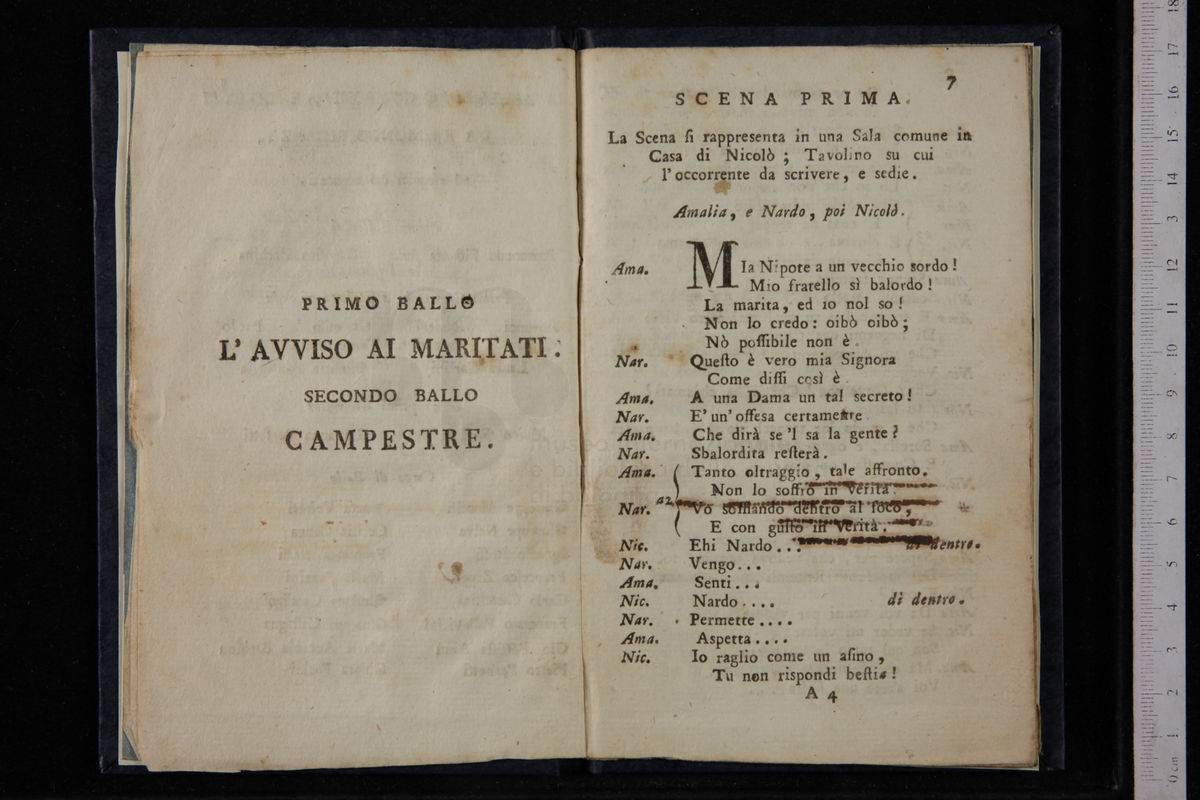 PRIMO BALLO
L' AVVISO AI MARITATI.
SECONDO BALLO
CAMPESTRE.
7
SCENA PRIMA.
La Scena ſi rappresenta in una Sala comune in
Casa di Nicolò ; Tavolino su cui
l'occorrente da scrivere, e sedie.
Amalia, e Nardo, poi Nicolò.
Ama. MIa Nipote a un vecchio sordo!
Mio fratello sì balordo!
La marita, ed io nol so!
Non lo credo: oibò oibò;
Nò poſſibile non è.
Nar. Queſto è vero mia Signora
Come diſſi così è.
Ama. A una Dama un tal secreto!
Nar. E' un' offesa certamente.
Ama. Che dirà se 'l sa la gente?
Nar. Sbalordita reſterà.
Ama. Tanto oltraggio, tale affronto.
Non lo soffro in verità.
a2
Nar. Vo soffiando dentro al foco,
E con guſto in verità.
Nic. Ehi Nardo... di dentro.
Nar. Vengo...
Ama. Senti...
Nic. Nardo.... di dentro.
Nar. Permette....
Ama. Aspetta....
Nic. Io raglio come un aſino,
Tu non rispondi beſtia!
A 4